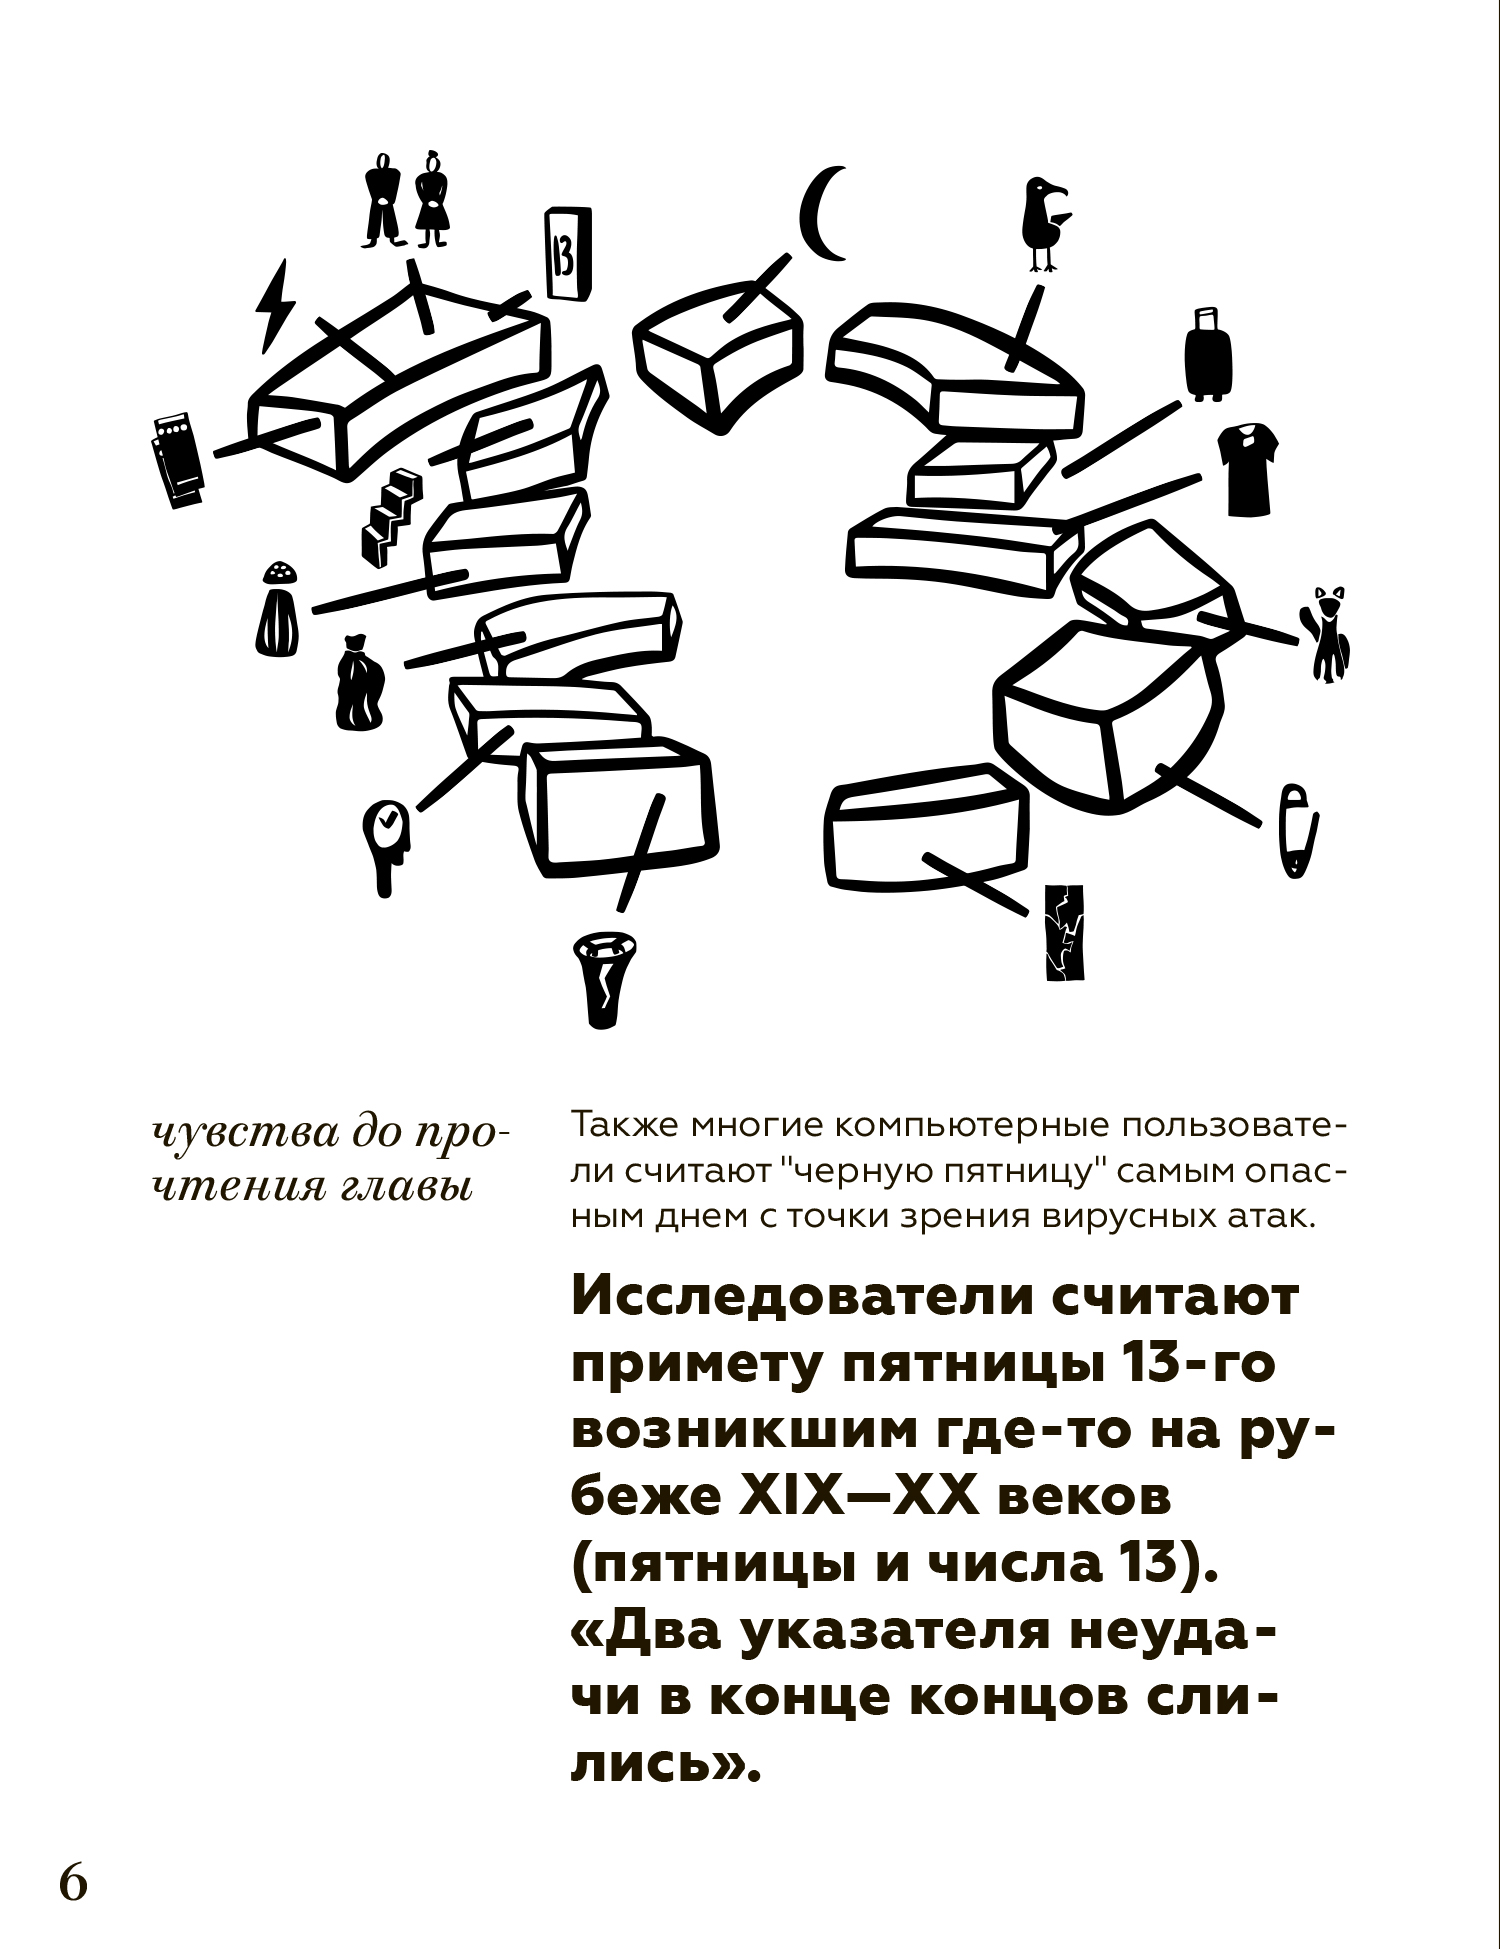 13
чувства до про-
чтения главы
Также многие компьютерные пользовате-
ли считают "черную пятницу" самым опас-
ным днем с точки зрения вирусных атак.
Исследователи считают
примету пятницы 13-го
возникшим где-то на ру-
беже XIX—XX веков
(пятницы и числа 13).
«Два указателя неуда-
чи в конце концов сли-
лись».
6